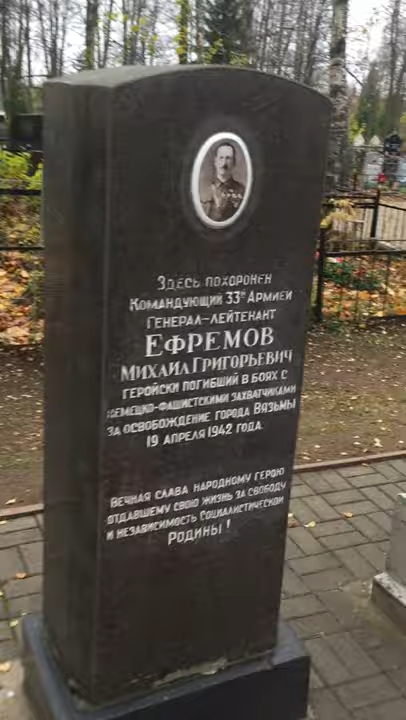 Здесь похоронен
Командующий 33й Армией
Генерал-лейтенант
Ефремов
Михаил Григорьевич
геройски погибший в боях с
немецко-фашистскими захватчиками
за освобождение города Вязьмы
19 апреля 1942 года.
Вечная слава народному герою
отдавшему свою жизнь за свободу
и независимость Социалистической
Родины!